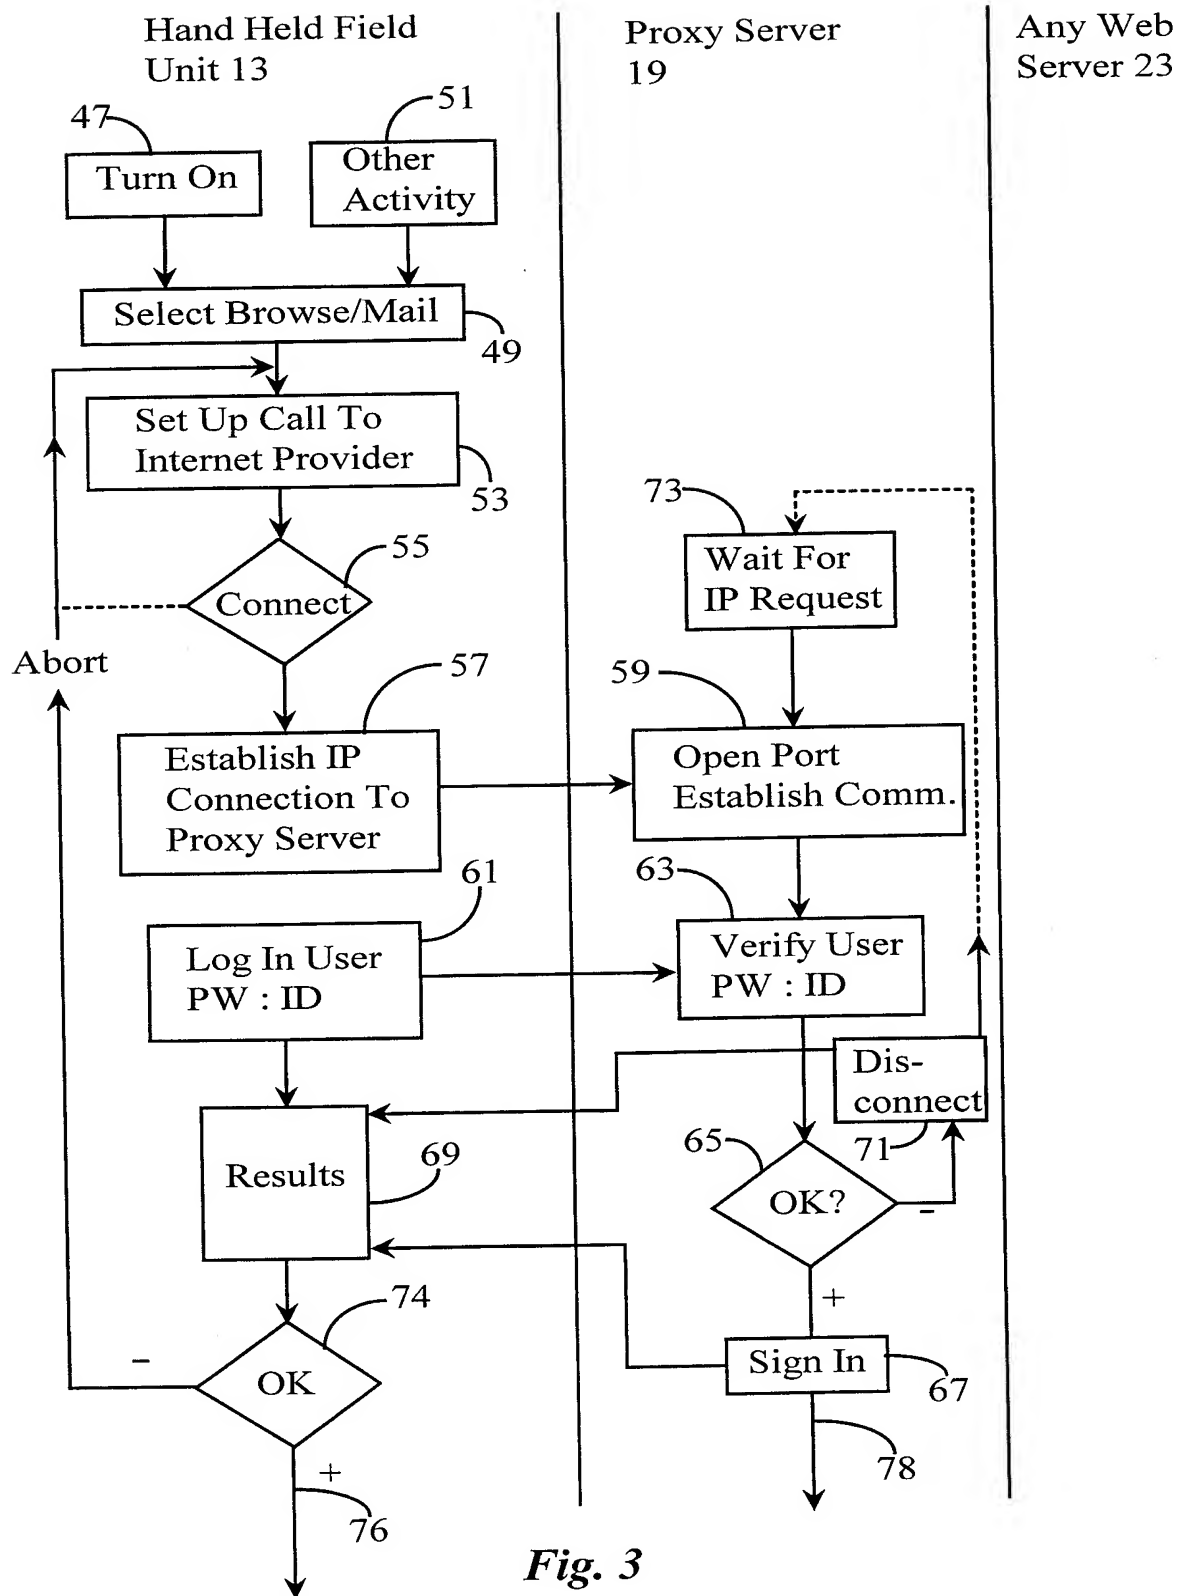 Hand Held Field
Unit 13
Proxy Server
19
Any Web
Server 23
47
51
Turn On
Other
Activity
Select Browse/Mail
49
Set Up Call To
Internet Provider
53
73
Wait For
IP Request
55
Connect
Abort
57
59
Establish IP
Connection To
Proxy Server
Open Port
Establish Comm.
61
63
Log In User
PW : ID
Verify User
PW : ID
Dis-
connect
71
65
OK?
-
Results
69
+
74
-
OK
Sign In
67
78
+
76
Fig. 3